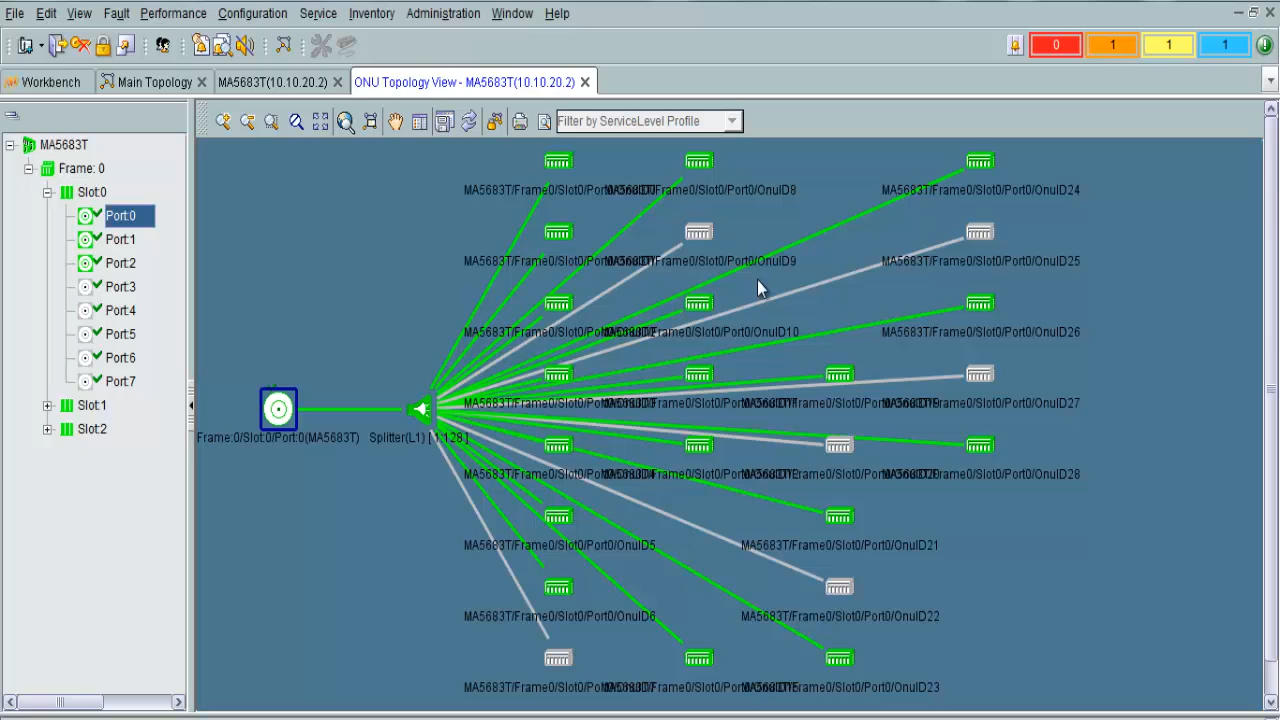 File Edit View Fault Performance Configuration Service Inventory Administration Window Help
0 1 1 1
Workbench Main Topology MA5683T(10.10.20.2) ONU Topology View - MA5683T(10.10.20.2)
Filter by ServiceLevel Profile
MA5683T
Frame: 0
Slot:0
Port:0
Port:1
Port:2
Port:3
Port:4
Port:5
Port:6
Port:7
Slot:1
Slot:2
MA5683T/Frame0/Slot0/Port0/OnuID8
MA5683T/Frame0/Slot0/Port0/OnuID24
MA5683T/Frame0/Slot0/Port0/OnuID9
MA5683T/Frame0/Slot0/Port0/OnuID25
MA5683T/Frame0/Slot0/Port0/OnuID10
MA5683T/Frame0/Slot0/Port0/OnuID26
MA5683T/Frame0/Slot0/Port0/OnuID27
Frame:0/Slot:0/Port:0(MA5683T) Splitter(L1) [ 1:128 ]
MA5683T/Frame0/Slot0/Port0/OnuID28
MA5683T/Frame0/Slot0/Port0/OnuID5
MA5683T/Frame0/Slot0/Port0/OnuID21
MA5683T/Frame0/Slot0/Port0/OnuID6
MA5683T/Frame0/Slot0/Port0/OnuID22
MA5683T/Frame0/Slot0/Port0/OnuID23